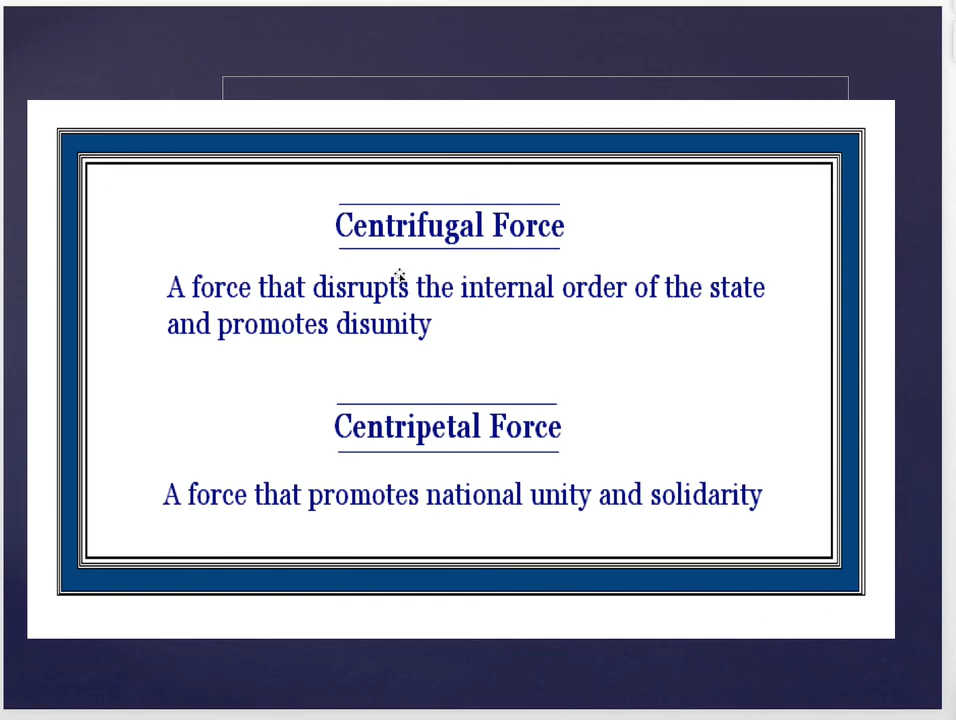 Centrifugal Force
A force that disrupts the internal order of the state
and promotes disunity
Centripetal Force
A force that promotes national unity and solidarity